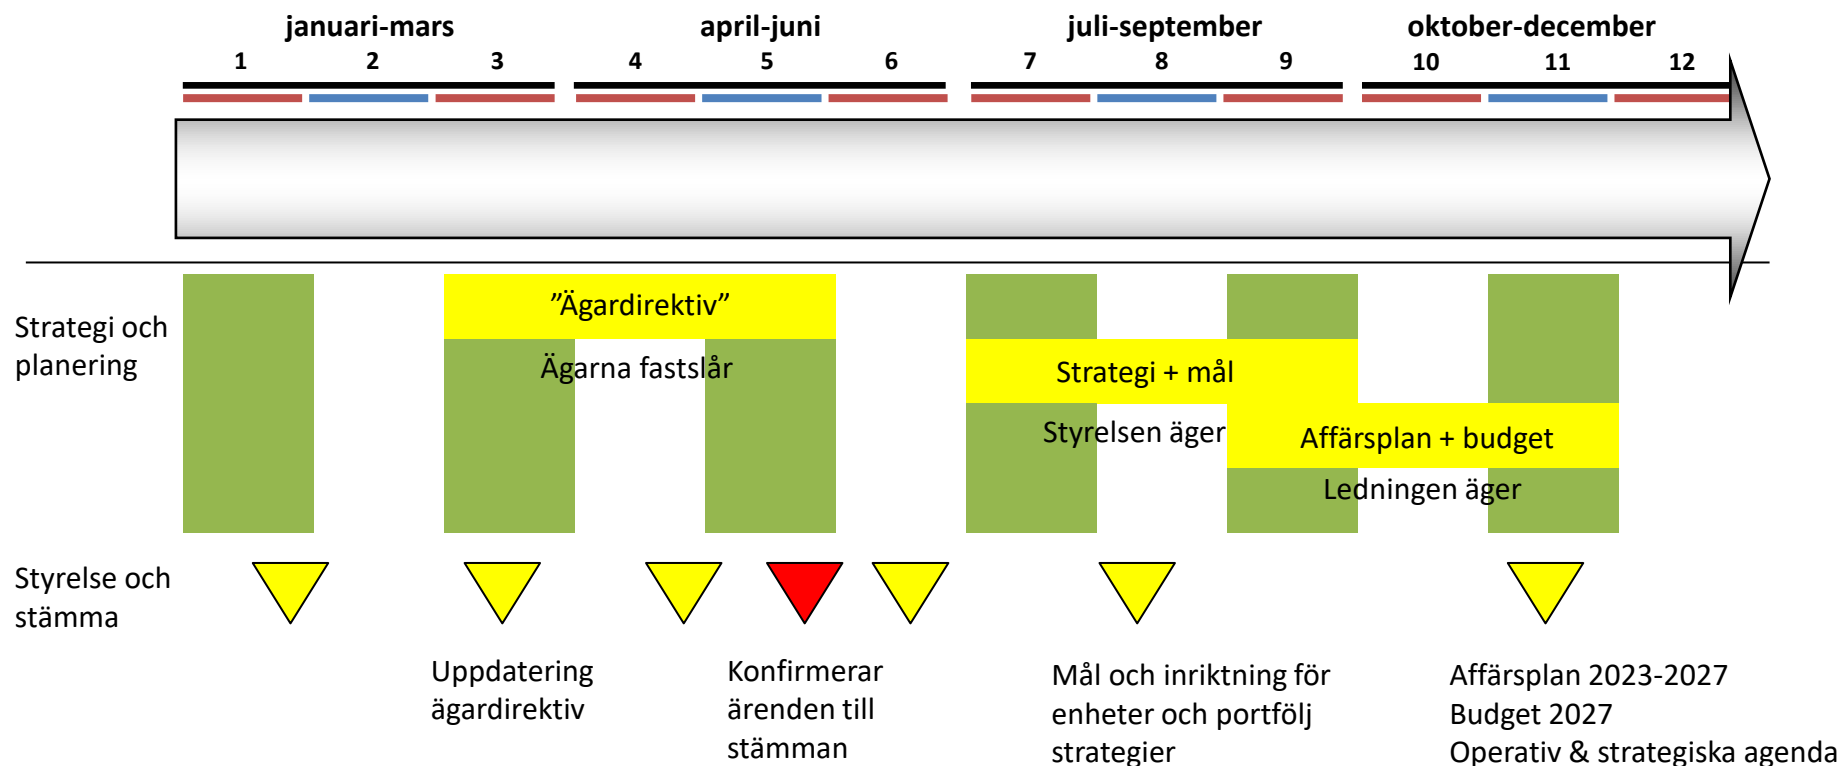 januari-mars
april-juni
juli-september
oktober-december
1 2 3 4 5 6 7 8 9 10 11 12
Strategi och
planering
”Ägardirektiv”
Ägarna fastslår
Strategi + mål
Styrelsen äger
Affärsplan + budget
Ledningen äger
Styrelse och
stämma
Uppdatering
ägardirektiv
Konfirmerar
ärenden till
stämman
Mål och inriktning för
enheter och portfölj
strategier
Affärsplan 2023-2027
Budget 2027
Operativ & strategiska agenda